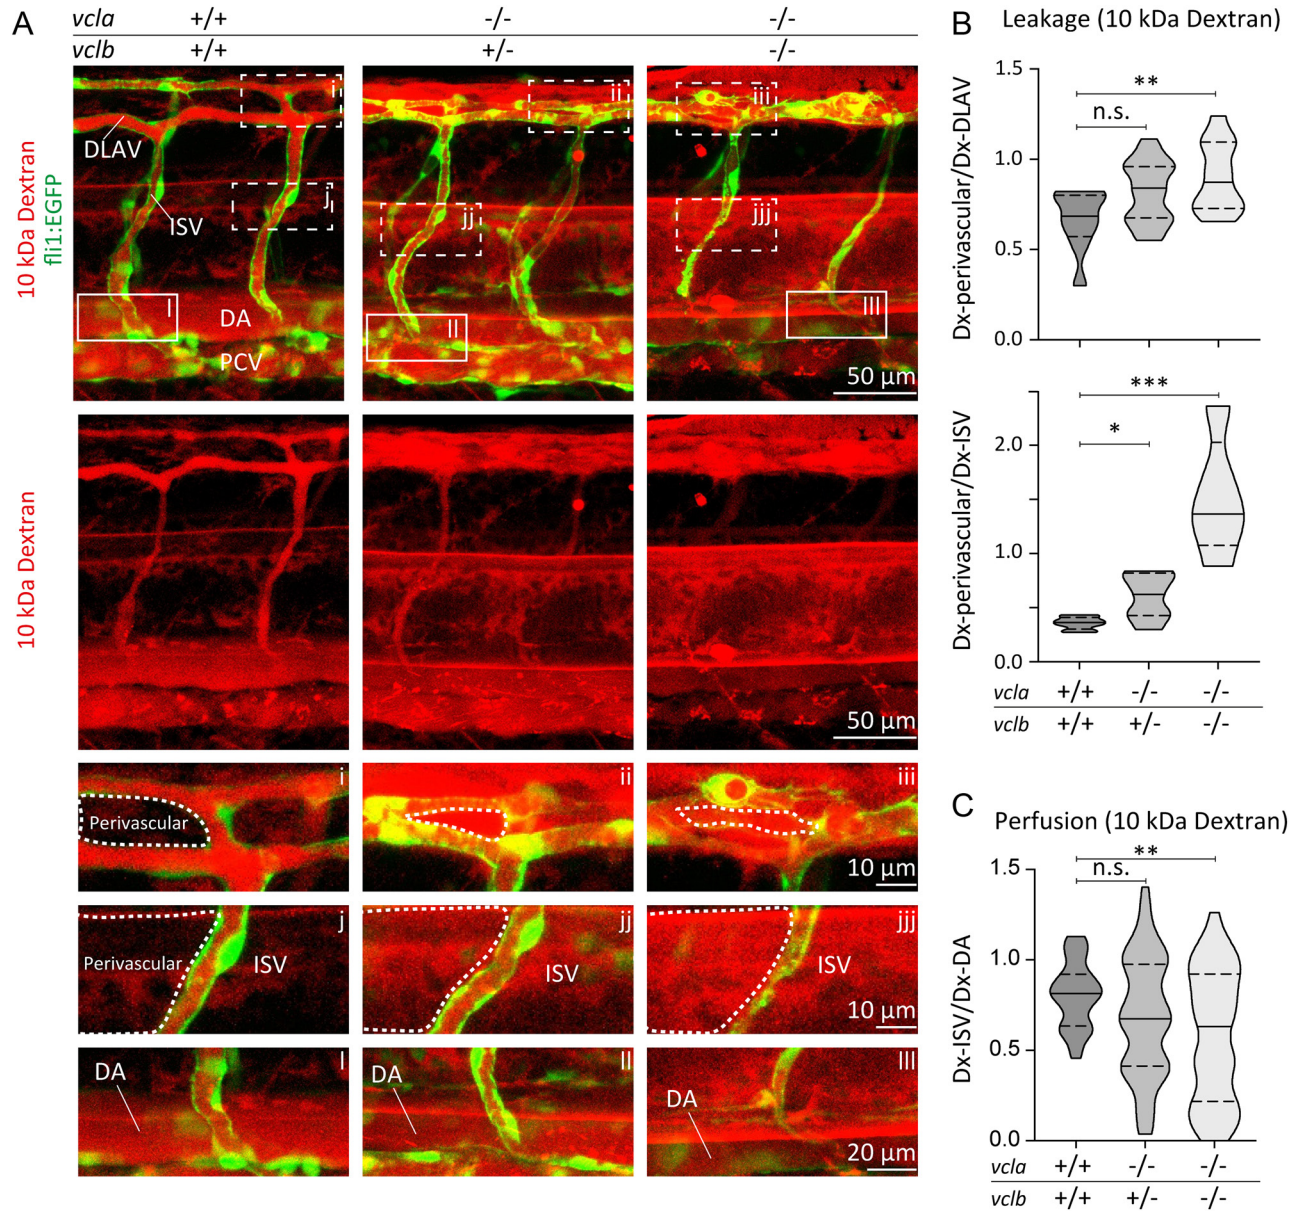 A
vcla +/+ -/- -/-
vclb +/+ +/- -/-
10 kDa Dextran
fli1:EGFP
i
DLAV
j
ISV
I
DA
PCV
ii
jj
II
iii
jjj
III
50 µm
10 kDa Dextran
50 µm
i
Perivascular
ii
iii
10 µm
j
Perivascular
ISV
jj
ISV
jjj
ISV
10 µm
I
DA
II
DA
III
DA
20 µm
B
Leakage (10 kDa Dextran)
Dx-perivascular/Dx-DLAV
1.5
1.0
0.5
0.0
**
n.s.
Dx-perivascular/Dx-ISV
2.0
1.0
0.0
***
*
vcla +/+ -/- -/-
vclb +/+ +/- -/-
C
Perfusion (10 kDa Dextran)
Dx-ISV/Dx-DA
1.5
1.0
0.5
0.0
**
n.s.
vcla +/+ -/- -/-
vclb +/+ +/- -/-